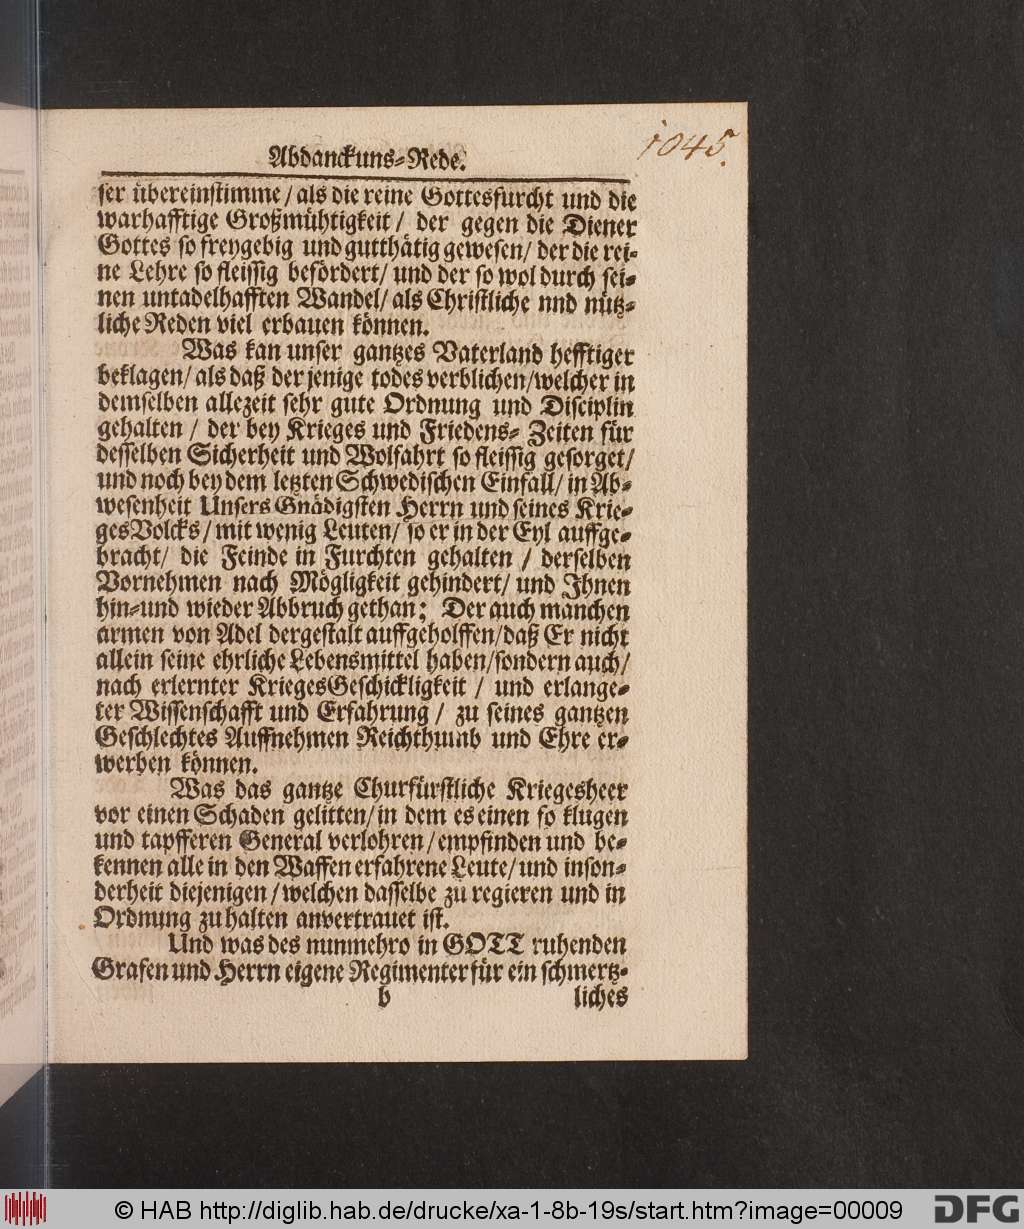 Abdanckuns-Rede.
1045.
ser übereinstimme / als die reine Gottesfurcht und die
warhafftige Großmühtigkeit / der gegen die Diener
Gottes so freygebig und gutthätig gewesen / der die rei-
ne Lehre so fleissig befördert / und der so wol durch sei-
nen untadelhafften Wandel / als Christliche nnd nütz-
liche Reden viel erbauen können.
Was kan unser gantzes Vaterland hefftiger
beklagen / als daß der jenige todes verblichen / welcher in
demselben allezeit sehr gute Ordnung und Disciplin
gehalten / der bey Krieges und Friedens- Zeiten für
desselben Sicherheit und Wolfahrt so fleissig gesorget /
und noch bey dem letzten Schwedischen Einfall / in Ab-
wesenheit Unsers Gnädigsten Herrn und seines Krie-
ges Volcks / mit wenig Leuten / so er in der Eyl auffge-
bracht / die Feinde in Furchten gehalten / derselben
Vornehmen nach Mögligkeit gehindert / und Ihnen
hin-und wieder Abbruch gethan; Der auch manchen
armen von Adel dergestalt auffgeholffen / daß Er nicht
allein seine ehrliche Lebensmittel haben / sondern auch /
nach erlernter Krieges Geschickligkeit / und erlange-
ter Wissenschafft und Erfahrung / zu seines gantzen
Geschlechtes Auffnehmen Reichthumb und Ehre er-
werben können.
Was das gantze Churfürstliche Kriegesheer
vor einen Schaden gelitten / in dem es einen so klugen
und tapfferen General verlohren / empfinden und be-
kennen alle in den Waffen erfahrene Leute / und inson-
derheit diejenigen / welchen dasselbe zu regieren und in
Ordnung zu halten anvertrauet ist.
Und was des nunmehro in GOTT ruhenden
Grafen und Herrn eigene Regimenter für ein schmertz-
b liches
© HAB http://diglib.hab.de/drucke/xa-1-8b-19s/start.htm?image=00009
DFG